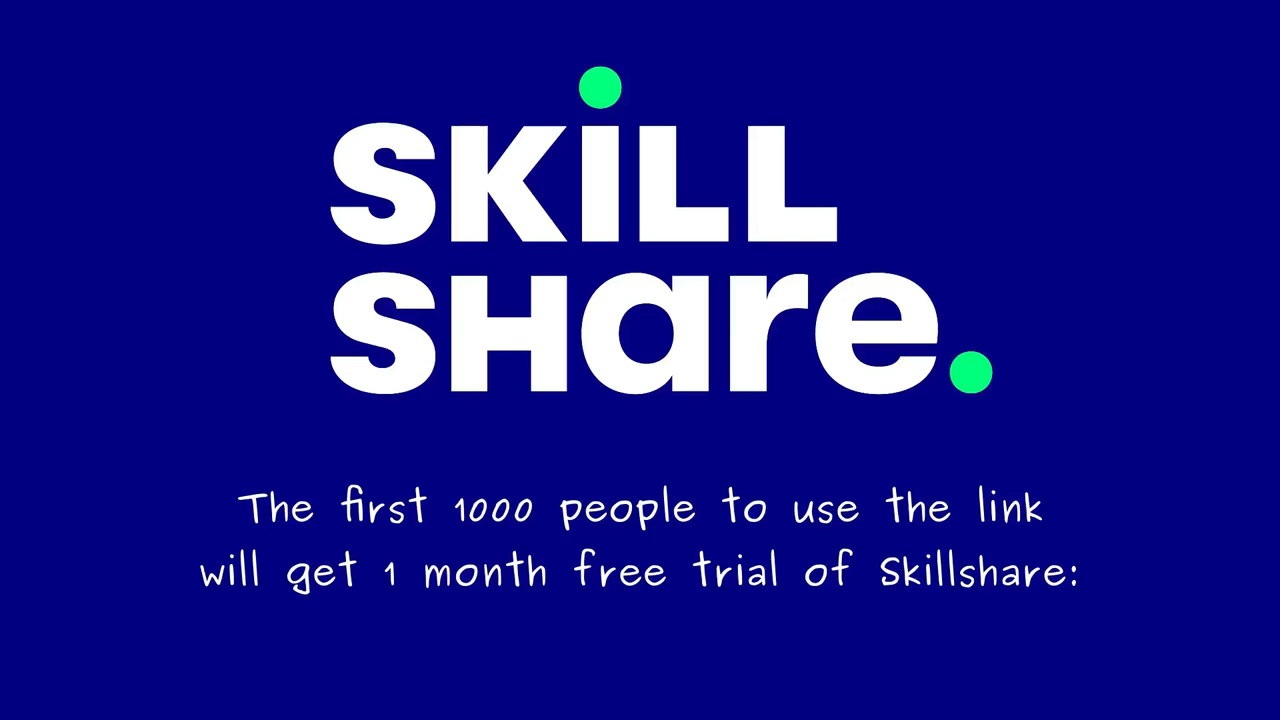 SKiLL
SHare.
The first 1000 people to use the link
will get 1 month free trial of Skillshare: